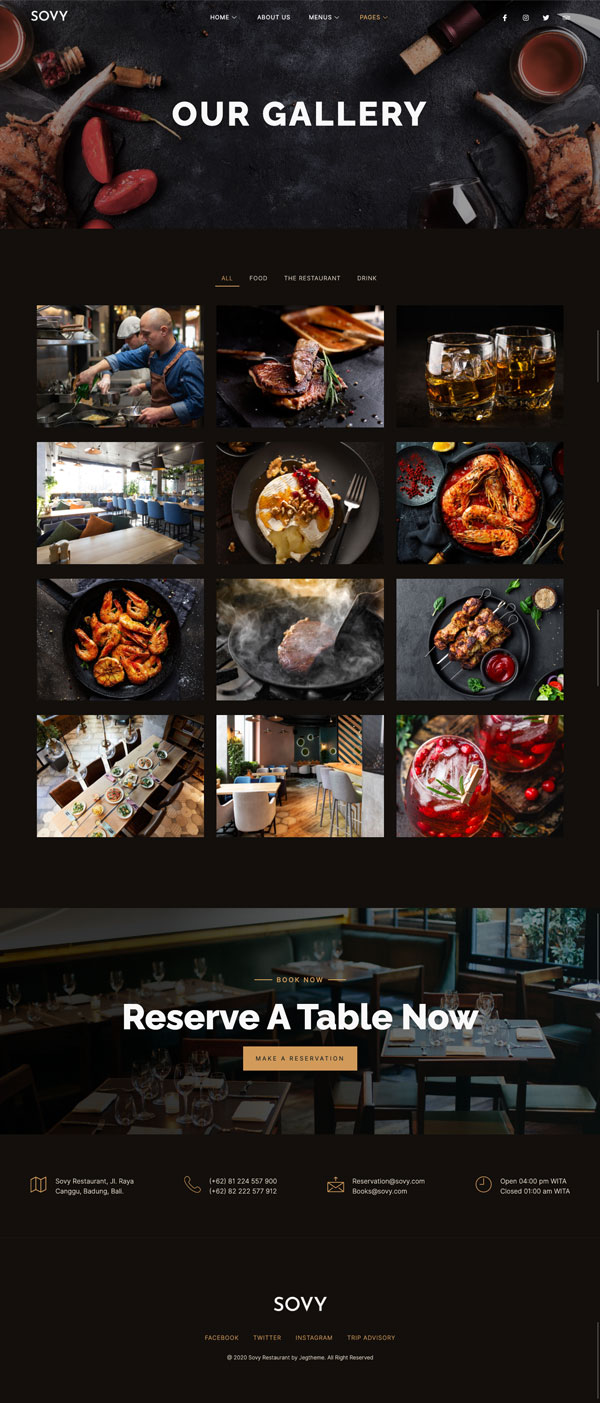 SOVY
HOME
ABOUT US
MENUS
PAGES
OUR GALLERY
ALL
FOOD
THE RESTAURANT
DRINK
BOOK NOW
Reserve A Table Now
MAKE A RESERVATION
Sovy Restaurant, Jl. Raya
Canggu, Badung, Bali.
(+62) 81 224 557 900
(+62) 82 222 577 912
Reservation@sovy.com
Books@sovy.com
Open 04:00 pm WITA
Closed 01:00 am WITA
SOVY
FACEBOOK
TWITTER
INSTAGRAM
TRIP ADVISORY
@ 2020 Sovy Restaurant by Jegtheme. All Right Reserved